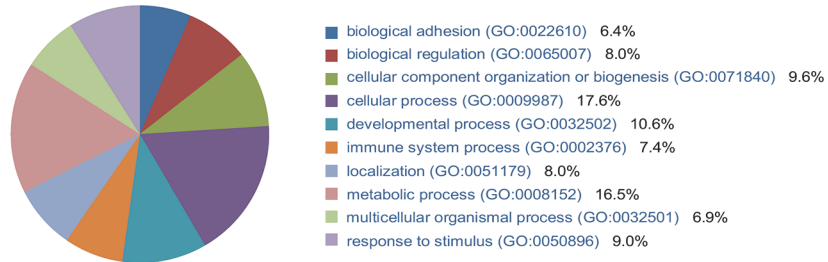 biological adhesion (GO:0022610) 6.4%
biological regulation (GO:0065007) 8.0%
cellular component organization or biogenesis (GO:0071840) 9.6%
cellular process (GO:0009987) 17.6%
developmental process (GO:0032502) 10.6%
immune system process (GO:0002376) 7.4%
localization (GO:0051179) 8.0%
metabolic process (GO:0008152) 16.5%
multicellular organismal process (GO:0032501) 6.9%
response to stimulus (GO:0050896) 9.0%